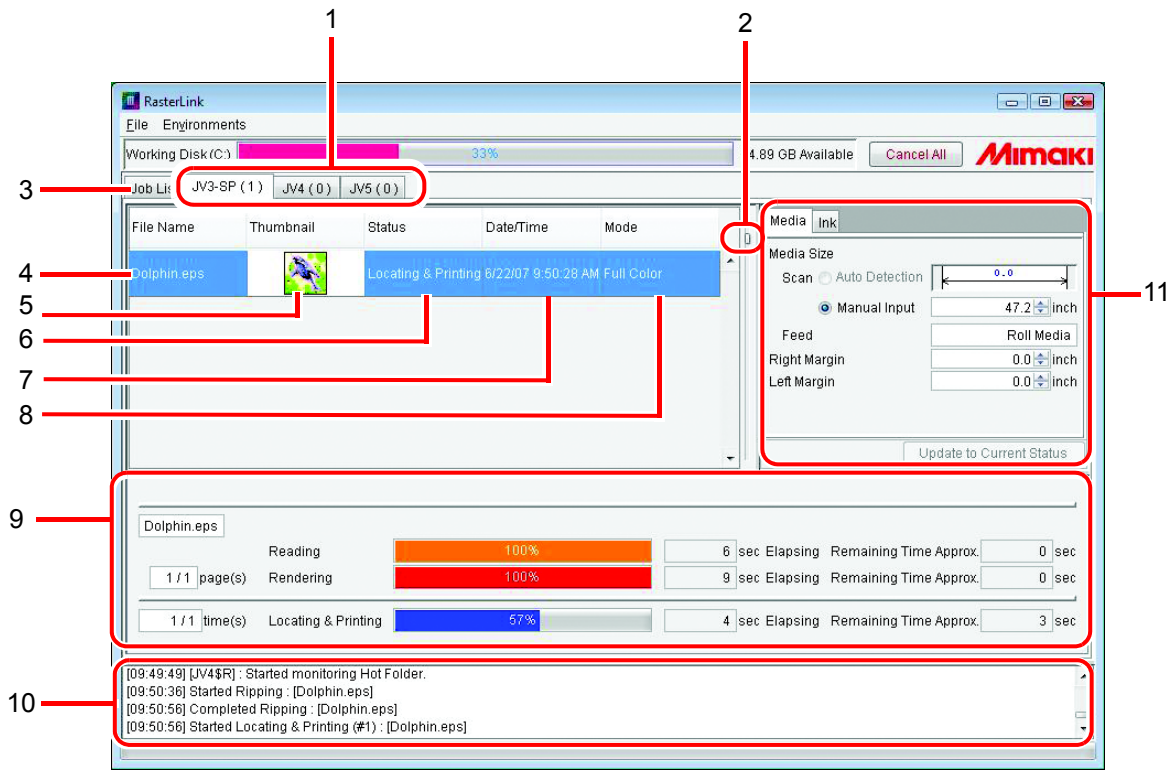 1
2
RasterLink
File Environments
Working Disk (C:) 33% 4.89 GB Available Cancel All Mimaki
3
Job Lis JV3-SP ( 1 ) JV4 ( 0 ) JV5 ( 0 )
File Name Thumbnail Status Date/Time Mode
4
Dolphin.eps Locating & Printing 6/22/07 9:50:28 AM Full Color
5
6
7
8
Media Ink
Media Size
Scan Auto Detection 0.0
Manual Input 47.2 inch
11
Feed Roll Media
Right Margin 0.0 inch
Left Margin 0.0 inch
Update to Current Status
9
Dolphin.eps
Reading 100% 6 sec Elapsing Remaining Time Approx. 0 sec
1 / 1 page(s) Rendering 100% 9 sec Elapsing Remaining Time Approx. 0 sec
1 / 1 time(s) Locating & Printing 57% 4 sec Elapsing Remaining Time Approx. 3 sec
10
[09:49:49] [JV4$R] : Started monitoring Hot Folder.
[09:50:36] Started Ripping : [Dolphin.eps]
[09:50:56] Completed Ripping : [Dolphin.eps]
[09:50:56] Started Locating & Printing (#1) : [Dolphin.eps]